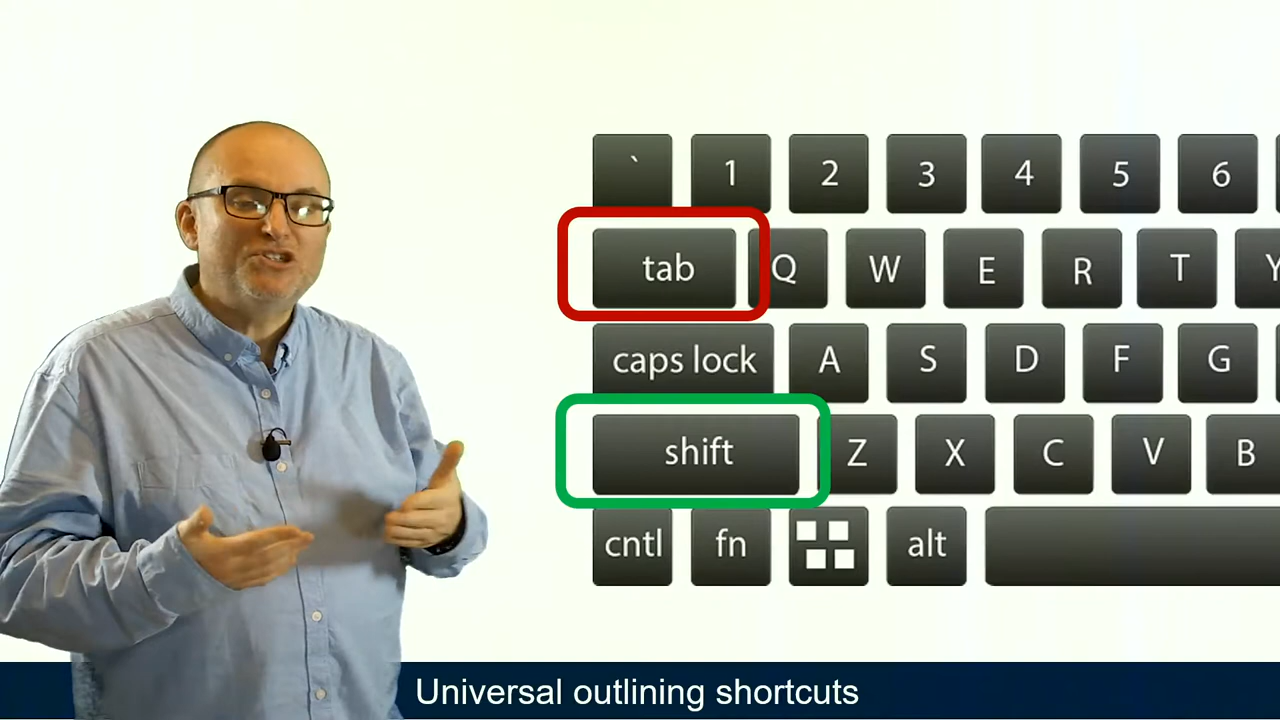 ` 1 2 3 4 5 6
tab Q W E R T Y
caps lock A S D F G
shift Z X C V B
cntl fn alt
Universal outlining shortcuts